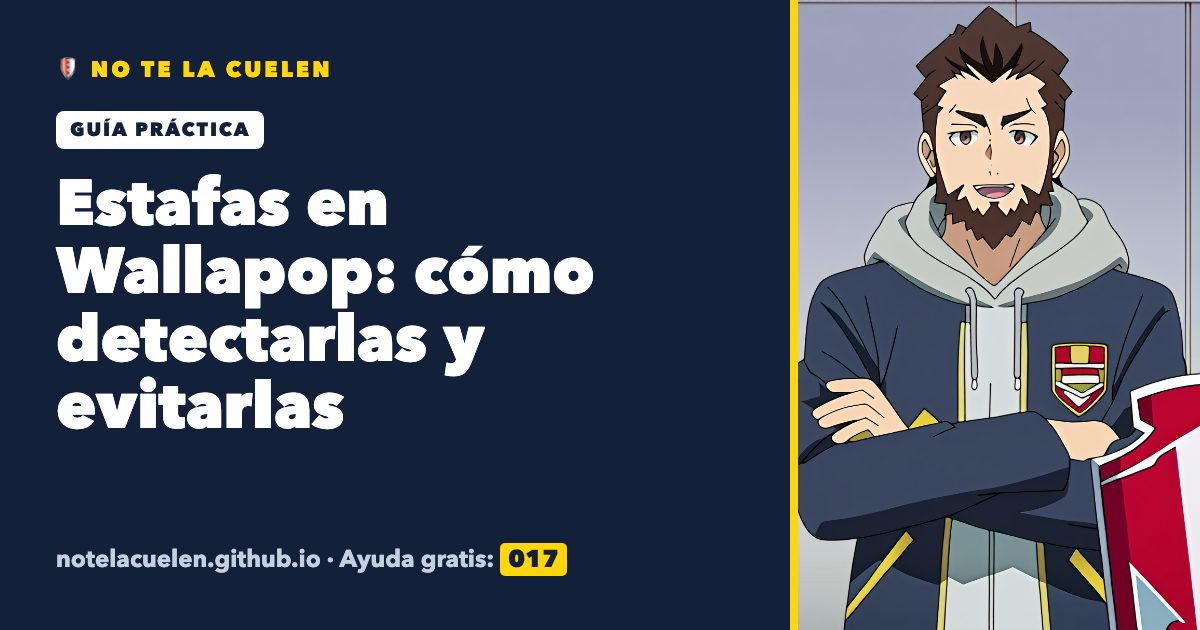 NO TE LA CUELEN
GUÍA PRÁCTICA
Estafas en
Wallapop: cómo
detectarlas y
evitarlas
notelacuelen.github.io · Ayuda gratis: 017